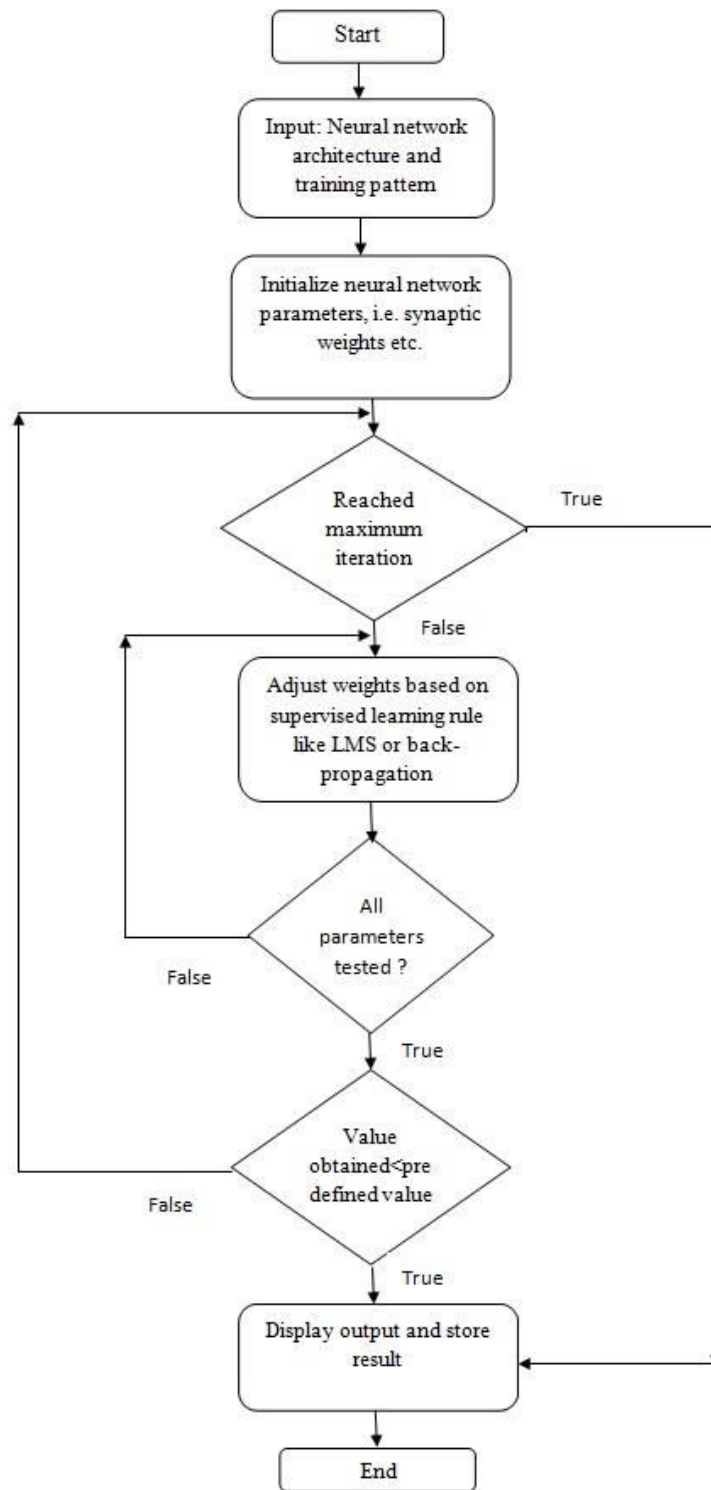 Start
Input: Neural network
architecture and
training pattern
Initialize neural network
parameters, i.e. synaptic
weights etc.
Reached
maximum
iteration
True
False
Adjust weights based on
supervised learning rule
like LMS or back-
propagation
All
parameters
tested ?
False
True
Value
obtained<pre
defined value
False
True
Display output and store
result
End